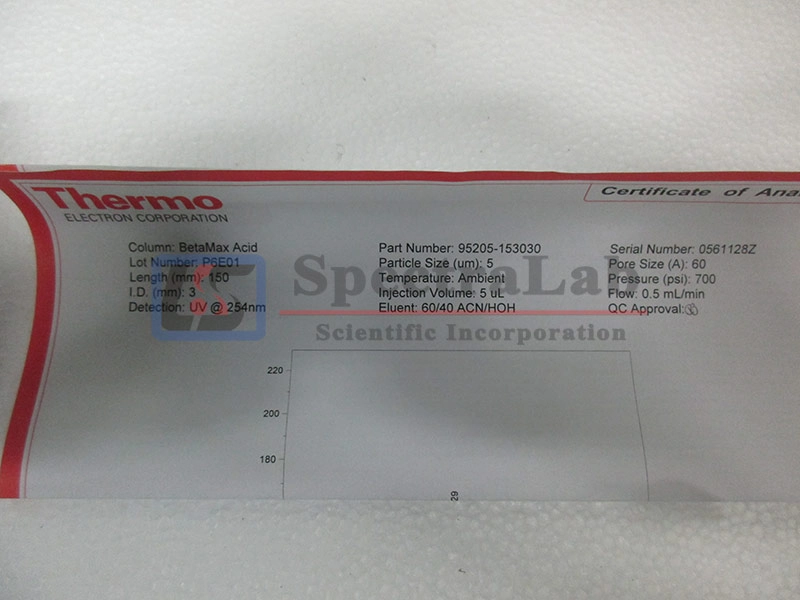 Thermo
ELECTRON CORPORATION
Certificate of Ana
Column: BetaMax Acid
Lot Number: P6E01
Length (mm): 150
I.D. (mm): 3
Detection: UV @ 254nm
Part Number: 95205-153030
Particle Size (um): 5
Temperature: Ambient
Injection Volume: 5 uL
Eluent: 60/40 ACN/HOH
Serial Number: 0561128Z
Pore Size (A): 60
Pressure (psi): 700
Flow: 0.5 mL/min
QC Approval:
SpectraLab
Scientific Incorporation
220
200
180
29